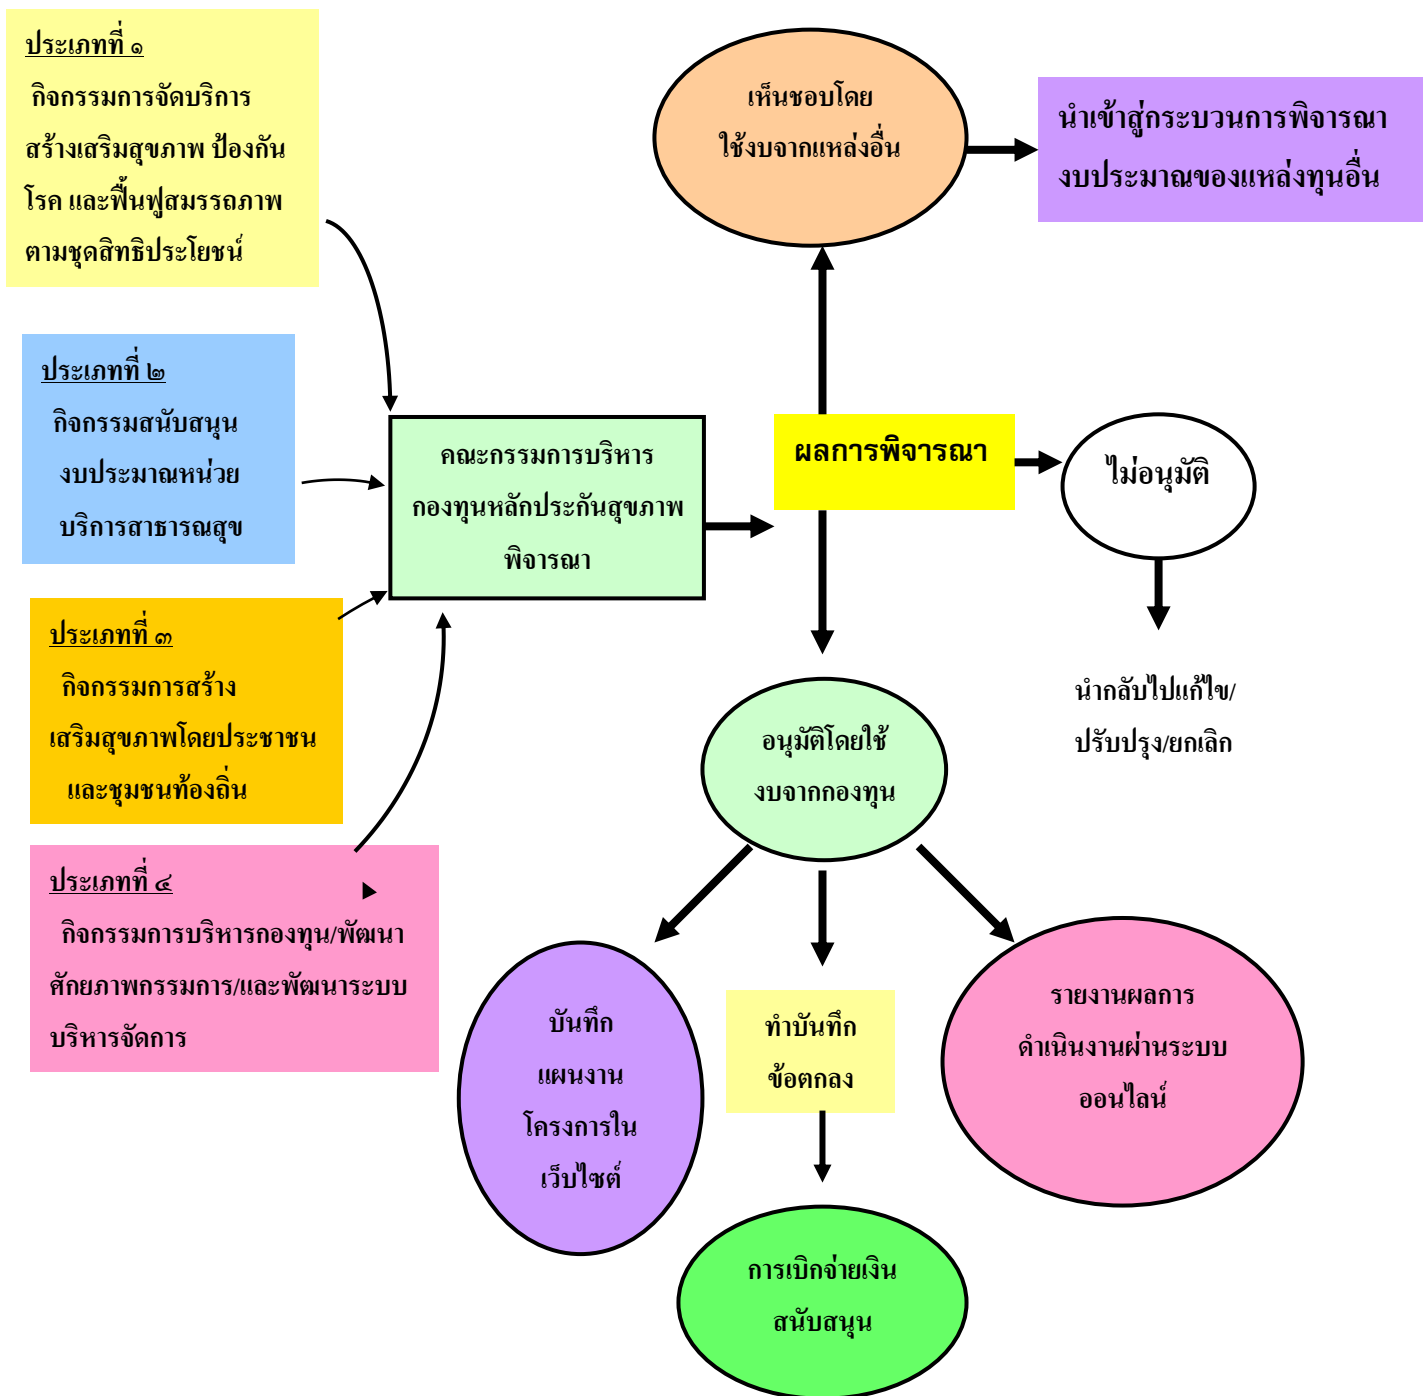 ประเภทที่ ๑
กิจกรรมการจัดบริการ
สร้างเสริมสุขภาพ ป้องกัน
โรค และฟื้นฟูสมรรถภาพ
ตามชุดสิทธิประโยชน์
ประเภทที่ ๒
กิจกรรมสนับสนุน
งบประมาณหน่วย
บริการสาธารณสุข
ประเภทที่ ๓
กิจกรรมการสร้าง
เสริมสุขภาพโดยประชาชน
และชุมชนท้องถิ่น
ประเภทที่ ๔
กิจกรรมการบริหารกองทุน/พัฒนา
ศักยภาพกรรมการ/และพัฒนาระบบ
บริหารจัดการ
คณะกรรมการบริหาร
กองทุนหลักประกันสุขภาพ
พิจารณา
ผลการพิจารณา
เห็นชอบโดย
ใช้งบจากแหล่งอื่น
นำเข้าสู่กระบวนการพิจารณา
งบประมาณของแหล่งทุนอื่น
ไม่อนุมัติ
นำกลับไปแก้ไข/
ปรับปรุง/ยกเลิก
อนุมัติโดยใช้
งบจากกองทุน
บันทึก
แผนงาน
โครงการใน
เว็บไซต์
ทำบันทึก
ข้อตกลง
การเบิกจ่ายเงิน
สนับสนุน
รายงานผลการ
ดำเนินงานผ่านระบบ
ออนไลน์